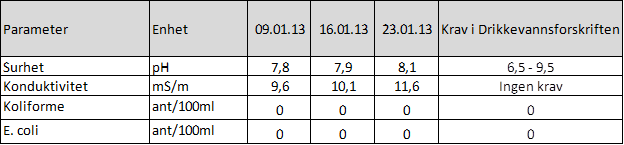 Parameter Enhet 09.01.13 16.01.13 23.01.13 Krav i Drikkevannsforskriften
Surhet pH 7,8 7,9 8,1 6,5 - 9,5
Konduktivitet mS/m 9,6 10,1 11,6 Ingen krav
Koliforme ant/100ml 0 0 0 0
E. coli ant/100ml 0 0 0 0